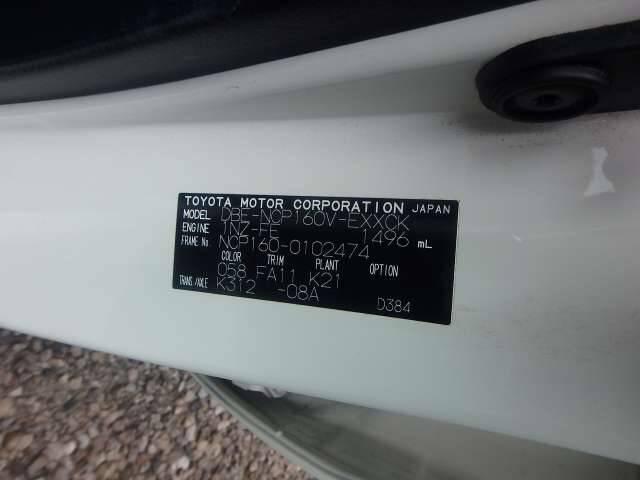 TOYOTA MOTOR CORPORATION JAPAN
MODEL DBE-NCP160V-EXXCK
ENGINE 1NZ-FE 1496 mL
FRAME No. NCP160-0102474
COLOR TRIM PLANT OPTION
058 FA11 K21
TRANS/AXLE K312 -08A
D384